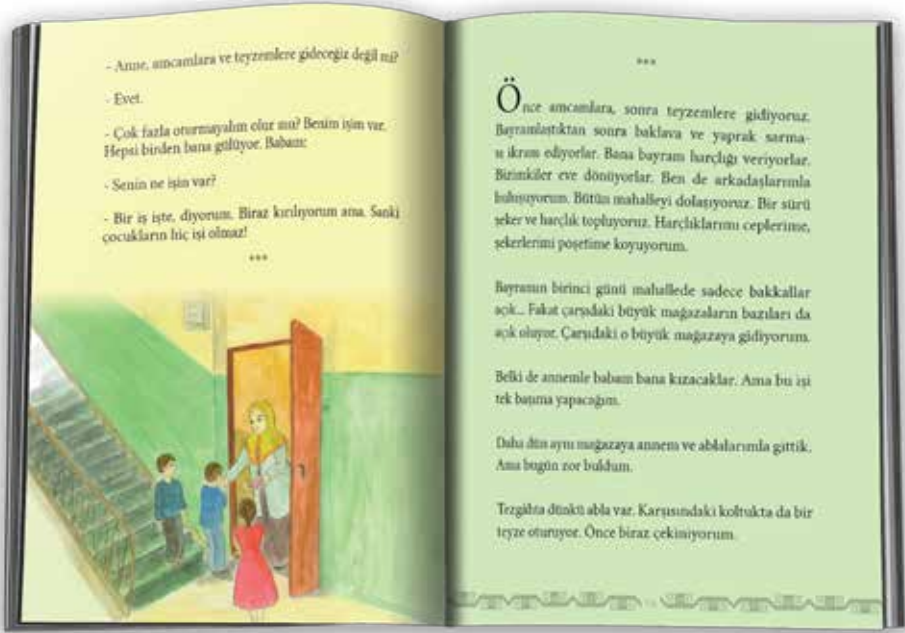 - Anne, amcamlara ve teyzemlere gideceğiz değil mi?
- Evet.
- Çok fazla oturmayalım olur mu? Benim işim var.
Hepsi birden bana gülüyor. Babam:
- Senin ne işin var?
- Bir iş işte, diyorum. Biraz kırılıyorum ama. Sanki
çocukların hiç işi olmaz!
***
***
Önce amcamlara, sonra teyzemlere gidiyoruz.
Bayramlaştıktan sonra baklava ve yaprak sarma-
sı ikram ediyorlar. Bana bayram harçlığı veriyorlar.
Bizimkiler eve dönüyorlar. Ben de arkadaşlarımla
buluşuyorum. Bütün mahalleyi dolaşıyoruz. Bir sürü
şeker ve harçlık topluyoruz. Harçlıklarımı ceplerime,
şekerlerimi poşetime koyuyorum.
Bayramın birinci günü mahallede sadece bakkallar
açık... Fakat çarşıdaki büyük mağazaların bazıları da
açık oluyor. Çarşıdaki o büyük mağazaya gidiyorum.
Belki de annemle babam bana kızacaklar. Ama bu işi
tek başıma yapacağım.
Daha dün aynı mağazaya annem ve ablalarımla gittik.
Ama bugün zor buldum.
Tezgâhta dünkü abla var. Karşısındaki koltukta da bir
teyze oturuyor. Önce biraz çekiniyorum.